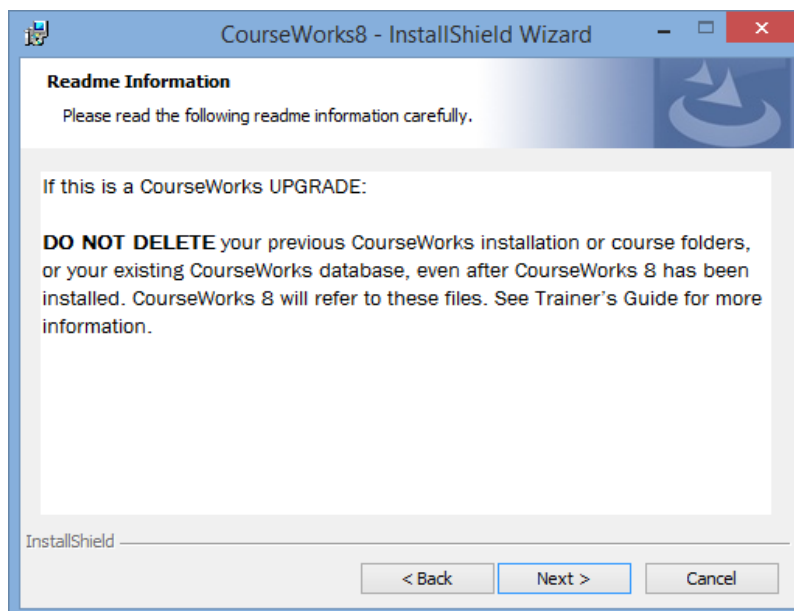 CourseWorks8 - InstallShield Wizard
Readme Information
Please read the following readme information carefully.
If this is a CourseWorks UPGRADE:
DO NOT DELETE your previous CourseWorks installation or course folders,
or your existing CourseWorks database, even after CourseWorks 8 has been
installed. CourseWorks 8 will refer to these files. See Trainer's Guide for more
information.
InstallShield
< Back
Next >
Cancel